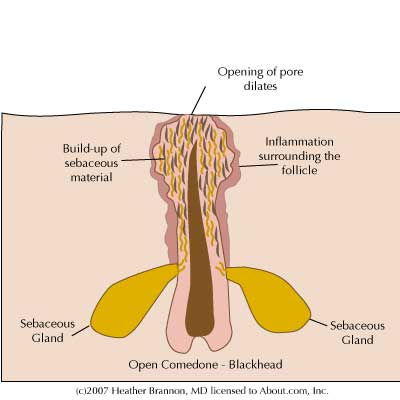 Opening of pore
dilates
Build-up of
sebaceous
material
Inflammation
surrounding the
follicle
Sebaceous
Gland
Sebaceous
Gland
Open Comedone - Blackhead
(c)2007 Heather Brannon, MD licensed to About.com, Inc.